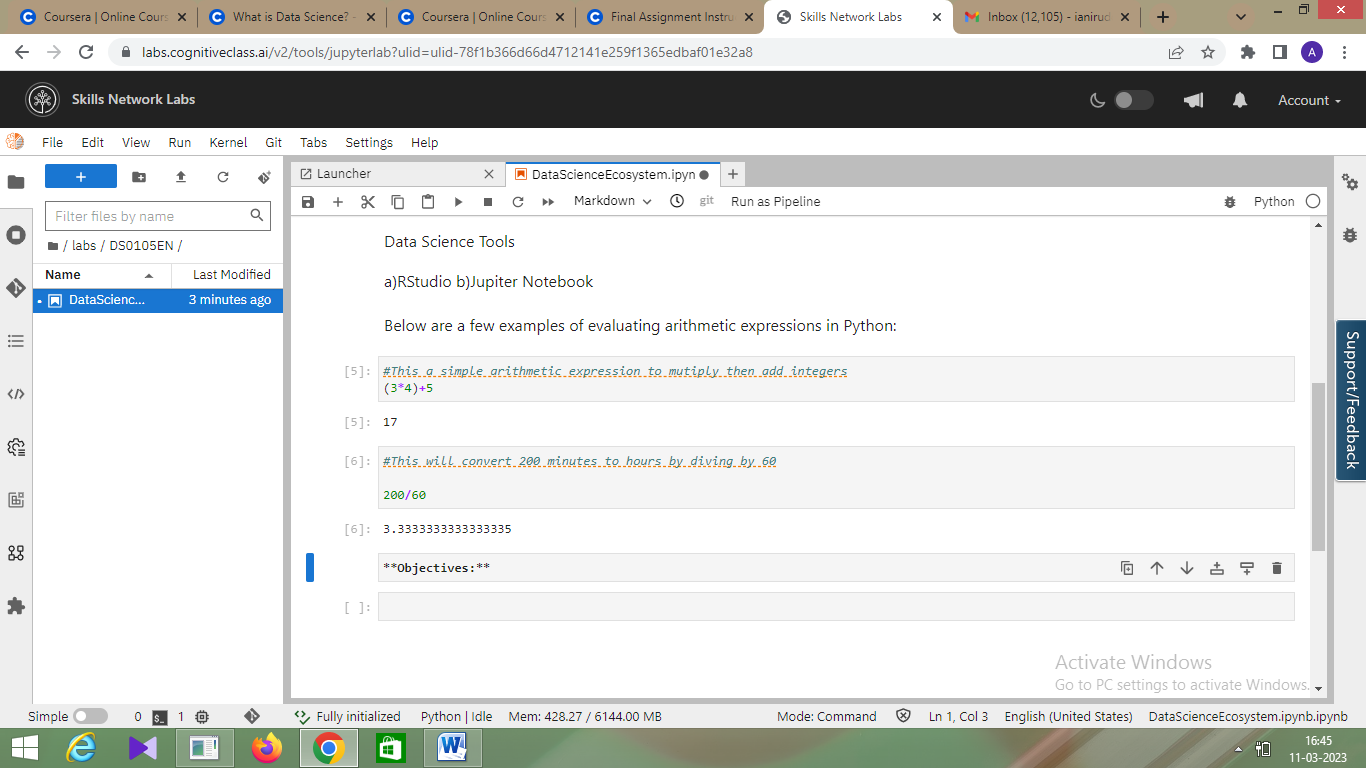 Coursera | Online Cours
What is Data Science? -
Coursera | Online Cours
Final Assignment Instru
Skills Network Labs
Inbox (12,105) - ianirud
labs.cognitiveclass.ai/v2/tools/jupyterlab?ulid=ulid-78f1b366d66d4712141e259f1365edbaf01e32a8
A
Skills Network Labs
Account
File Edit View Run Kernel Git Tabs Settings Help
Launcher
DataScienceEcosystem.ipyn
Filter files by name
Markdown
git
Run as Pipeline
Python
/ labs / DS0105EN /
Name
Last Modified
DataScienc...
3 minutes ago
Data Science Tools
a)RStudio b)Jupiter Notebook
Below are a few examples of evaluating arithmetic expressions in Python:
[5]: #This a simple arithmetic expression to mutiply then add integers
(3*4)+5
[5]: 17
[6]: #This will convert 200 minutes to hours by diving by 60
200/60
[6]: 3.3333333333333335
**Objectives:**
[ ]:
Support/Feedback
Activate Windows
Go to PC settings to activate Windows.
Simple
0
1
Fully initialized
Python | Idle
Mem: 428.27 / 6144.00 MB
Mode: Command
Ln 1, Col 3
English (United States)
DataScienceEcosystem.ipynb.ipynb
16:45
11-03-2023